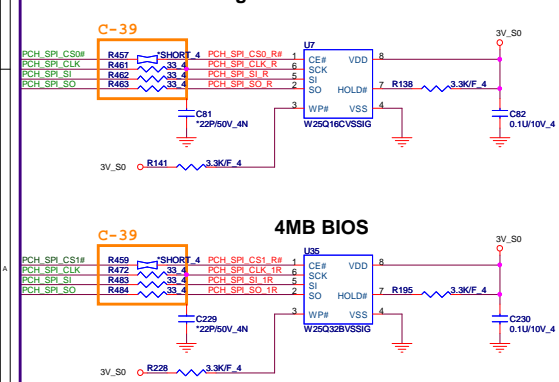 C-39
3V_S0
PCH_SPI_CS0# R457 *SHORT_4 PCH_SPI_CS0_R# 1 U7 CE# VDD 8
PCH_SPI_CLK R461 33_4 PCH_SPI_CLK_R 6 SCK
PCH_SPI_SI R462 33_4 PCH_SPI_SI_R 5 SI
PCH_SPI_SO R463 33_4 PCH_SPI_SO_R 2 SO HOLD# 7 R138 3.3K/F_4
3 WP# VSS 4
C81
*22P/50V_4N
W25Q16CVSSIG
C82
0.1U/10V_4
3V_S0 R141 3.3K/F_4
4MB BIOS
C-39
3V_S0
A
PCH_SPI_CS1# R459 *SHORT_4 PCH_SPI_CS1_R# 1 U35 CE# VDD 8
PCH_SPI_CLK R472 33_4 PCH_SPI_CLK_1R 6 SCK
PCH_SPI_SI R483 33_4 PCH_SPI_SI_1R 5 SI
PCH_SPI_SO R484 33_4 PCH_SPI_SO_1R 2 SO HOLD# 7 R195 3.3K/F_4
3 WP# VSS 4
C229
*22P/50V_4N
W25Q32BVSSIG
C230
0.1U/10V_4
3V_S0 R228 3.3K/F_4